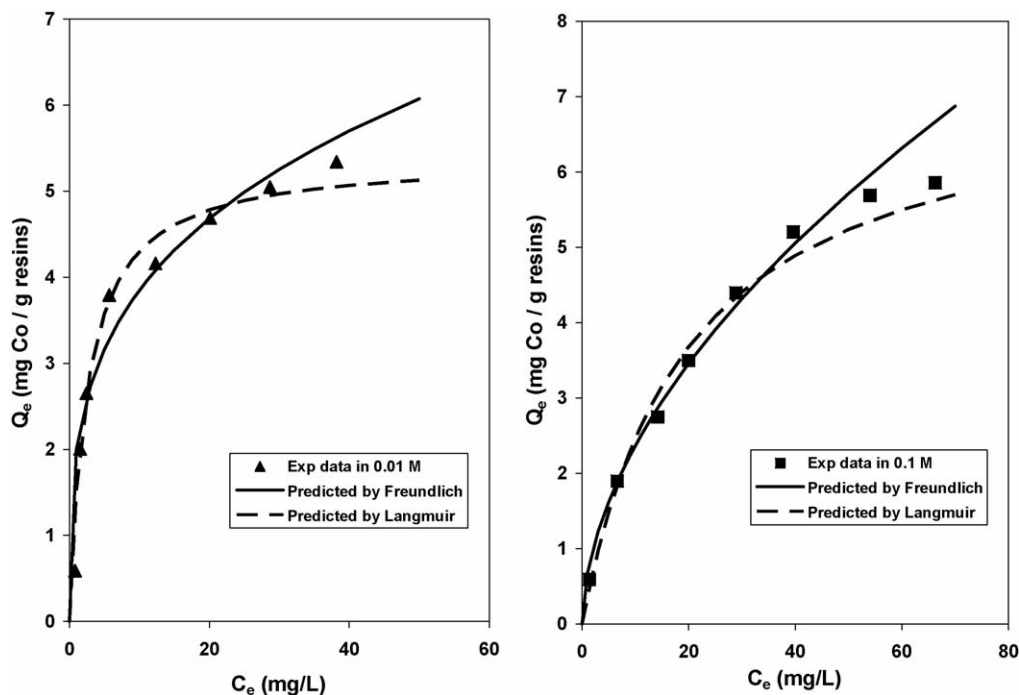 7
6
5
4
3
2
1
0
0 20 40 60
Qe (mg Co / g resins)
Ce (mg/L)
Exp data in 0.01 M
Predicted by Freundlich
Predicted by Langmuir
8
7
6
5
4
3
2
1
0
0 20 40 60 80
Qe (mg Co / g resins)
Ce (mg/L)
Exp data in 0.1 M
Predicted by Freundlich
Predicted by Langmuir